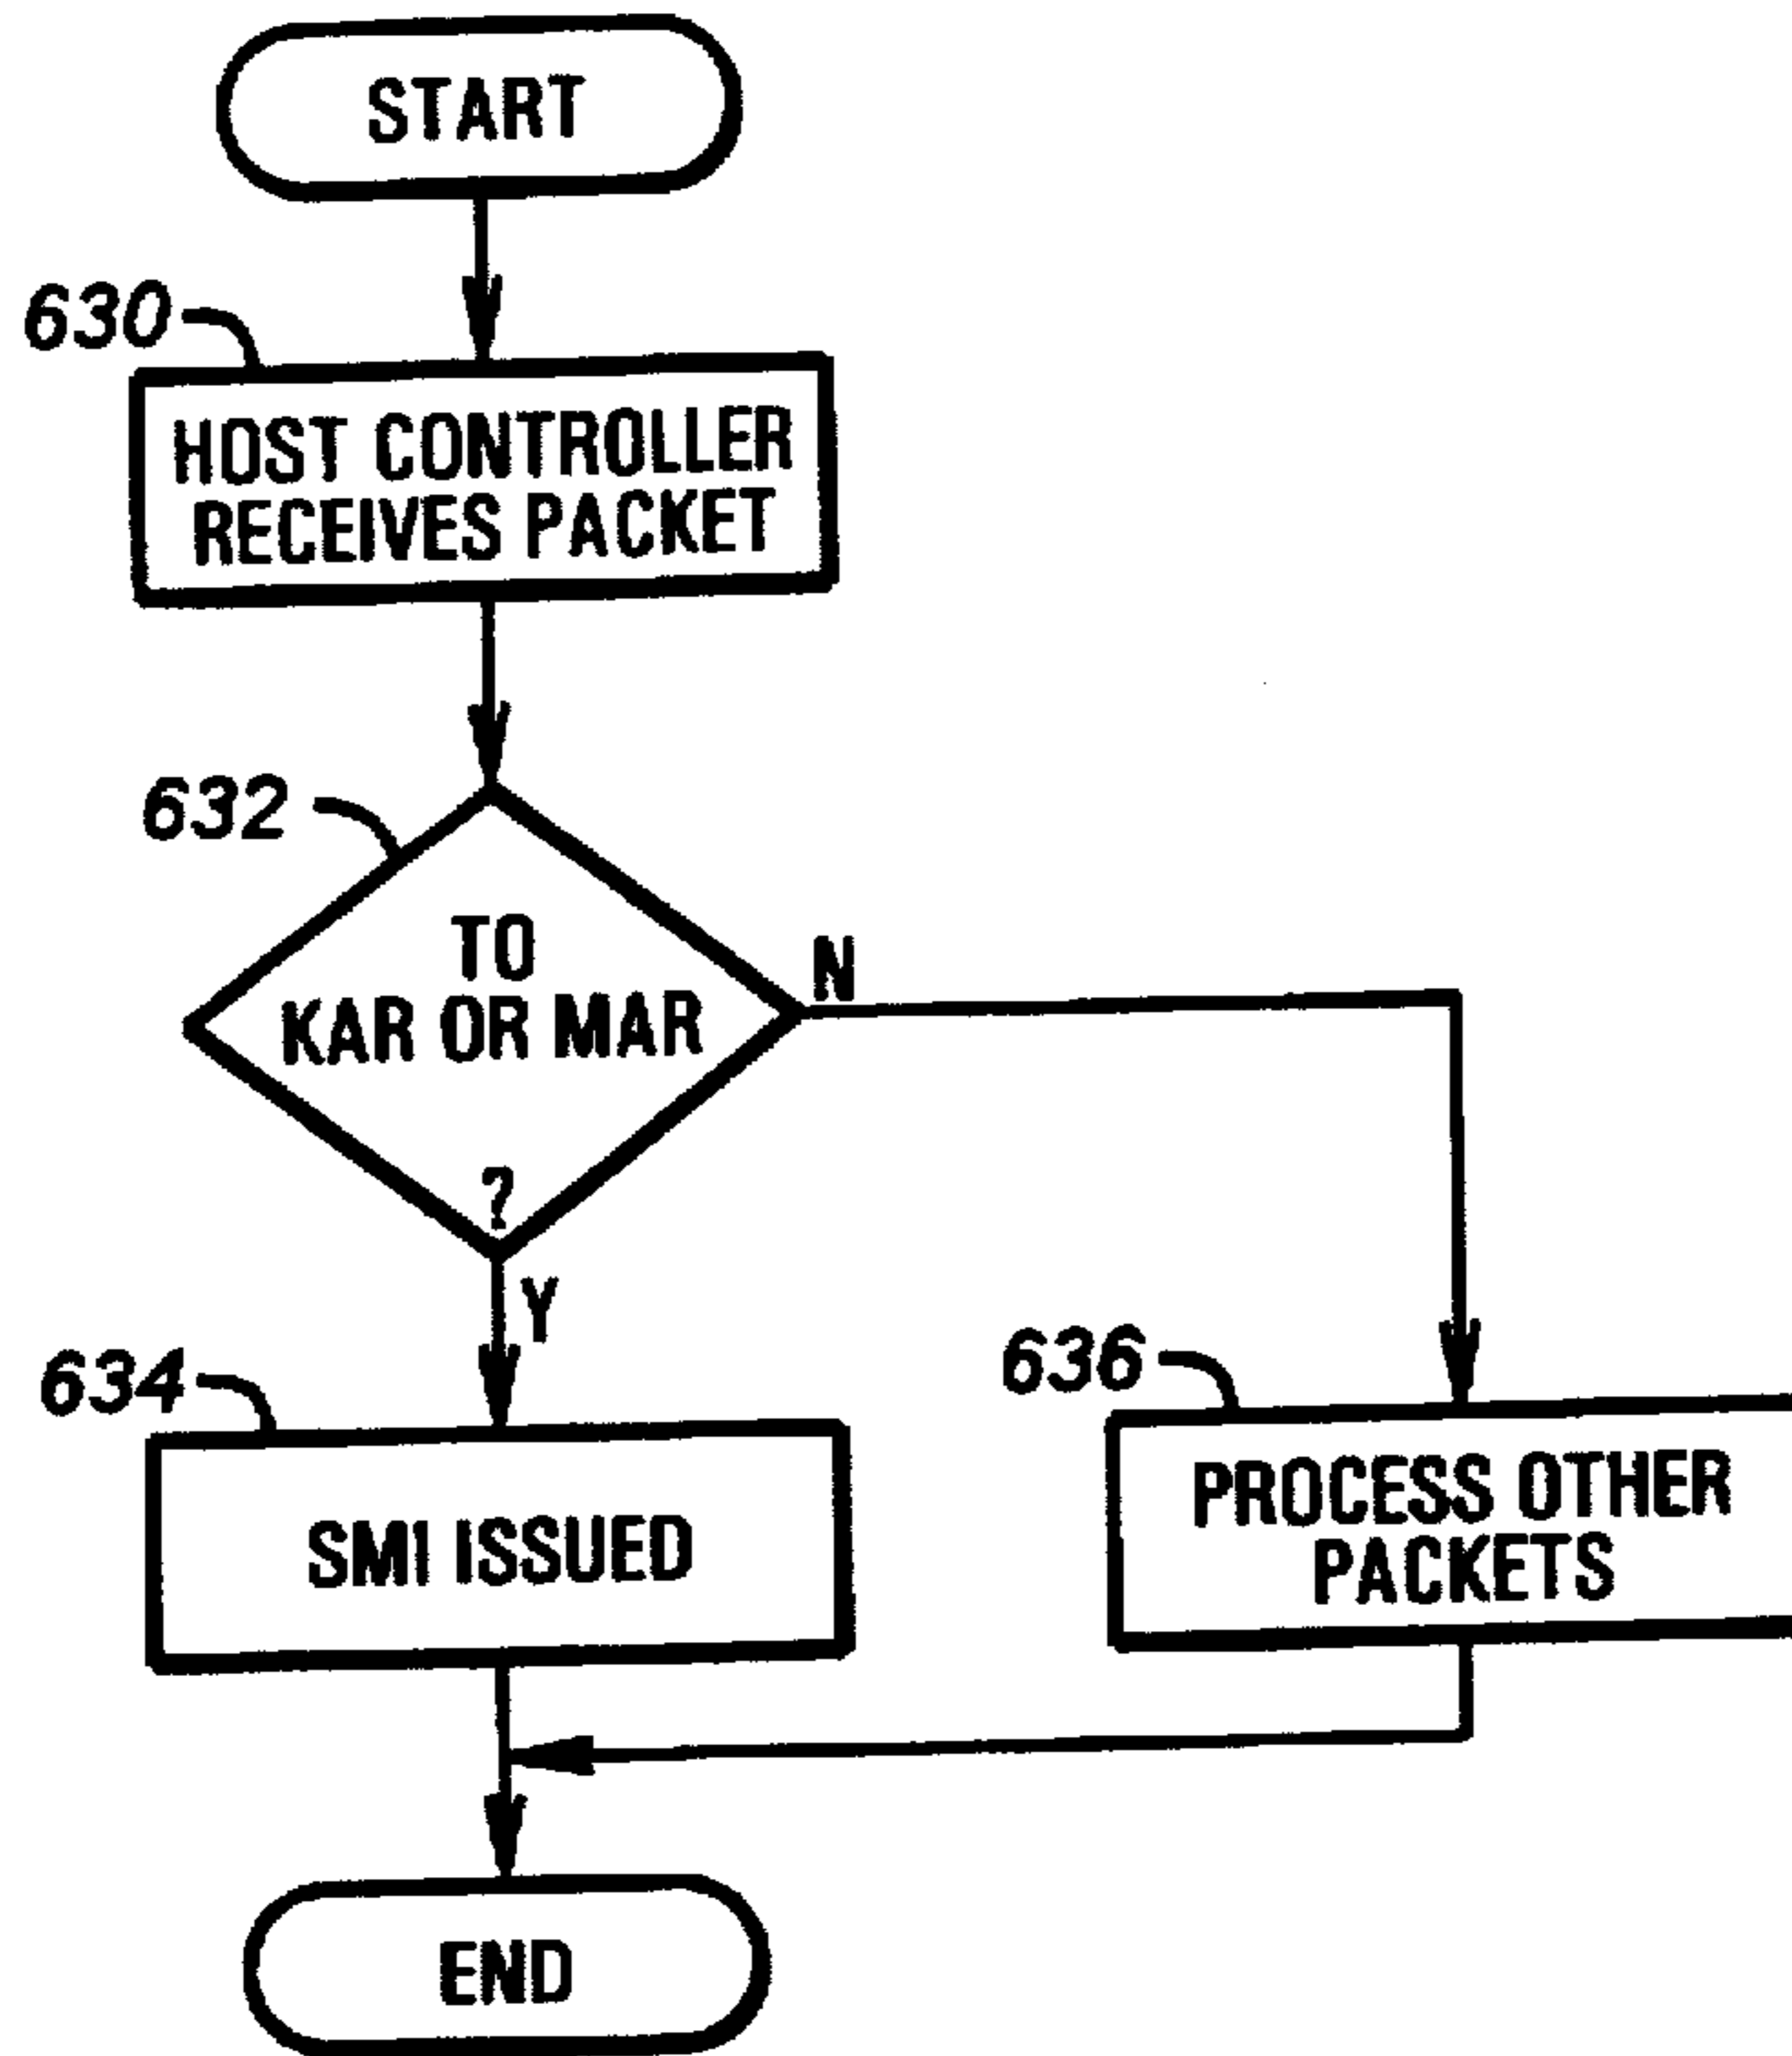 START
630
HOST CONTROLLER
RECEIVES PACKET
632
TO
KAR OR MAR
?
N
Y
634
SMI ISSUED
636
PROCESS OTHER
PACKETS
END